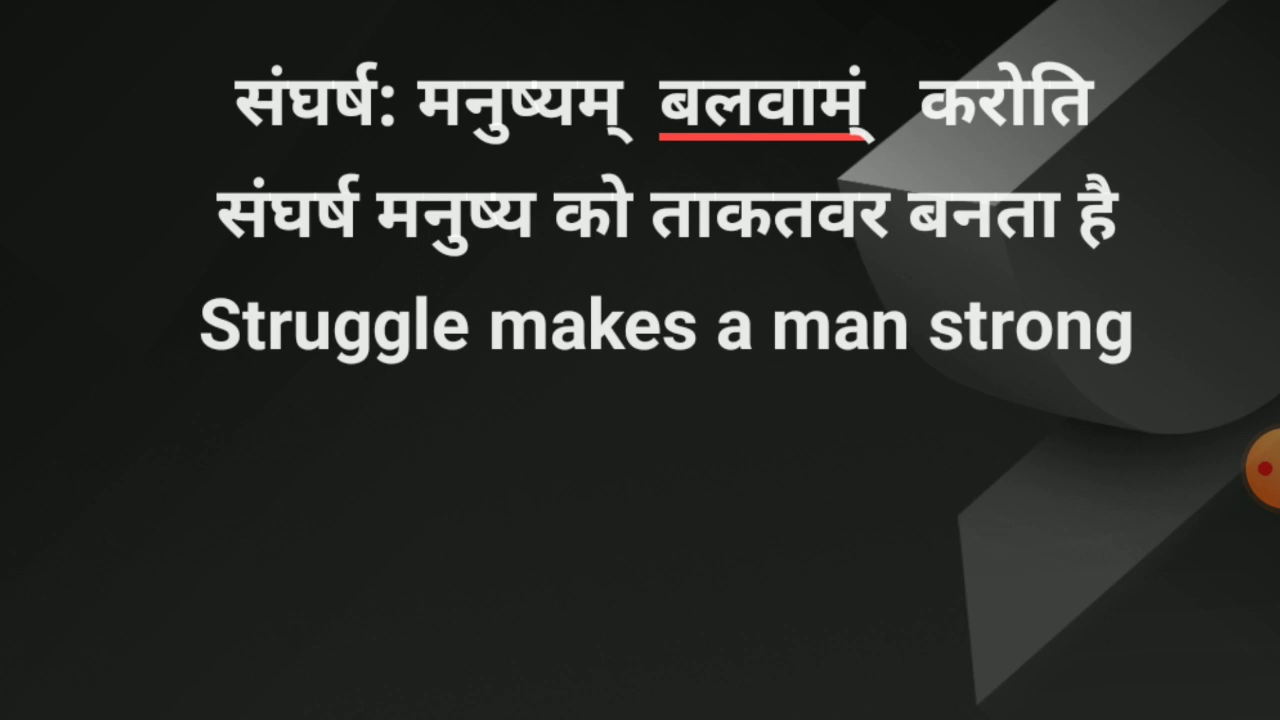 संघर्ष: मनुष्यम् बलवाम्ं करोति
संघर्ष मनुष्य को ताकतवर बनता है
Struggle makes a man strong